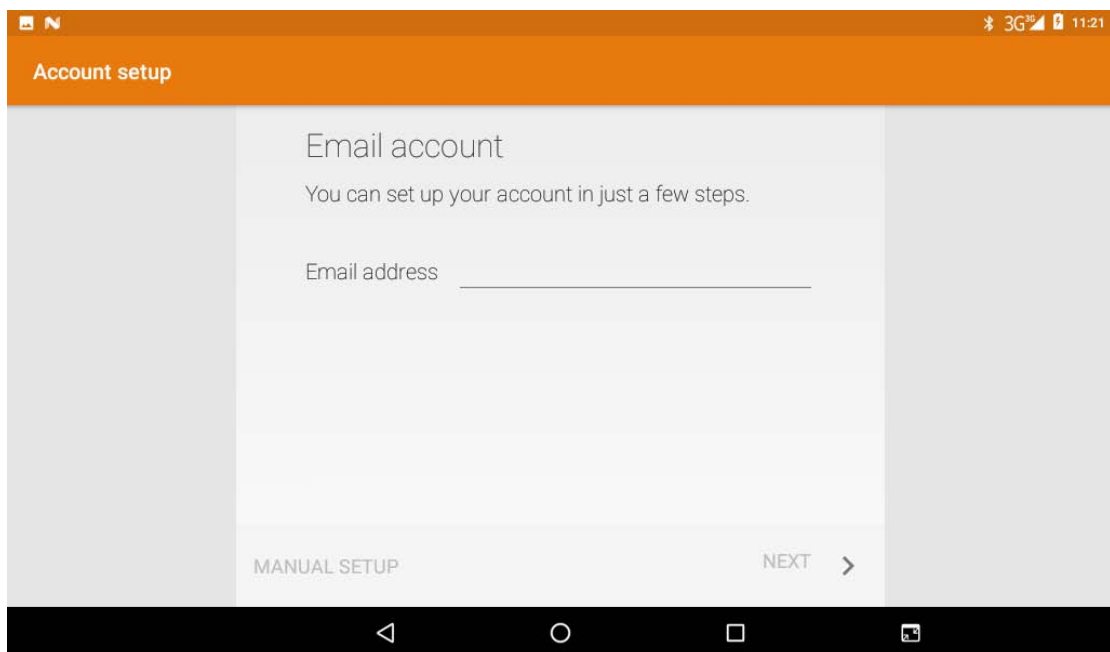 3G 3G 11:21
Account setup
Email account
You can set up your account in just a few steps.
Email address
MANUAL SETUP
NEXT